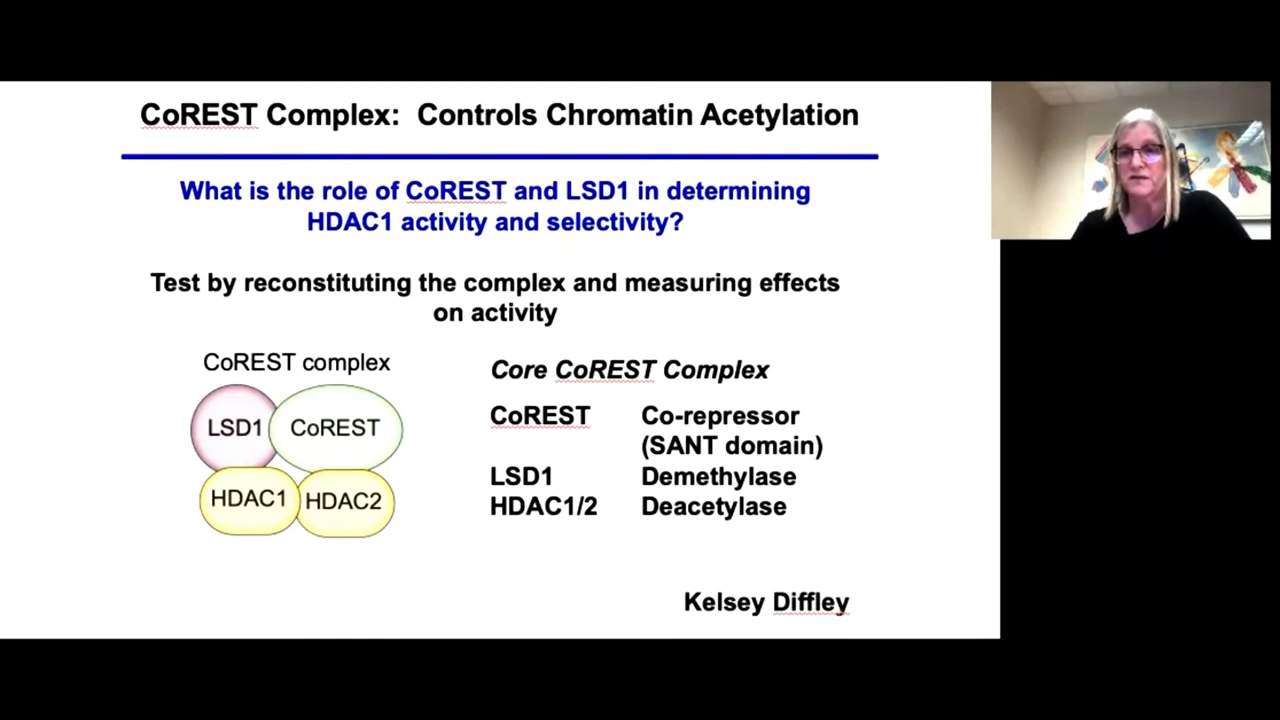 CoREST Complex:  Controls Chromatin Acetylation
What is the role of CoREST and LSD1 in determining
HDAC1 activity and selectivity?
Test by reconstituting the complex and measuring effects
on activity
CoREST complex
LSD1
CoREST
HDAC1
HDAC2
Core CoREST Complex
CoREST Co-repressor
(SANT domain)
LSD1 Demethylase
HDAC1/2 Deacetylase
Kelsey Diffley